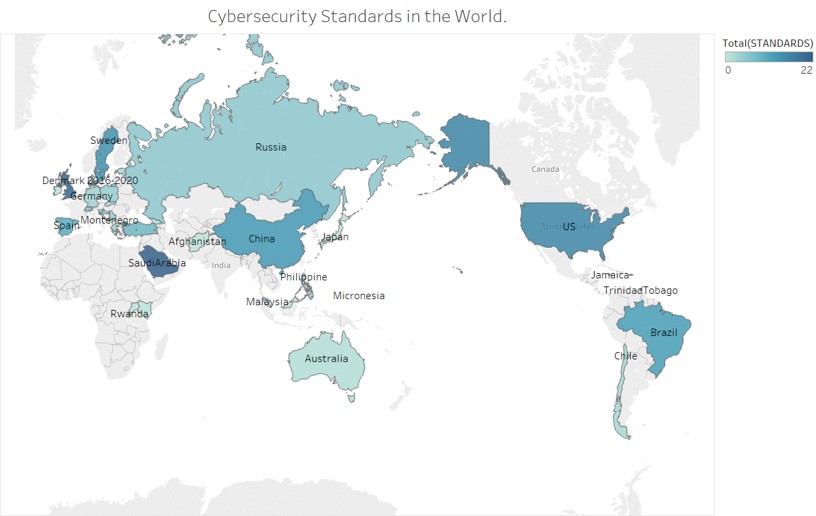 Cybersecurity Standards in the World.
Total(STANDARDS)
0 22
Sweden
Russia
Canada
Denmark 2016-2020
Germany
Montenegro
Spain
US
United States
Afghanistan
China
Japan
SaudiArabia
India
Philippine
Jamaica-
TrinidadTobago
Malaysia
Micronesia
Rwanda
Brazil
Australia
Chile